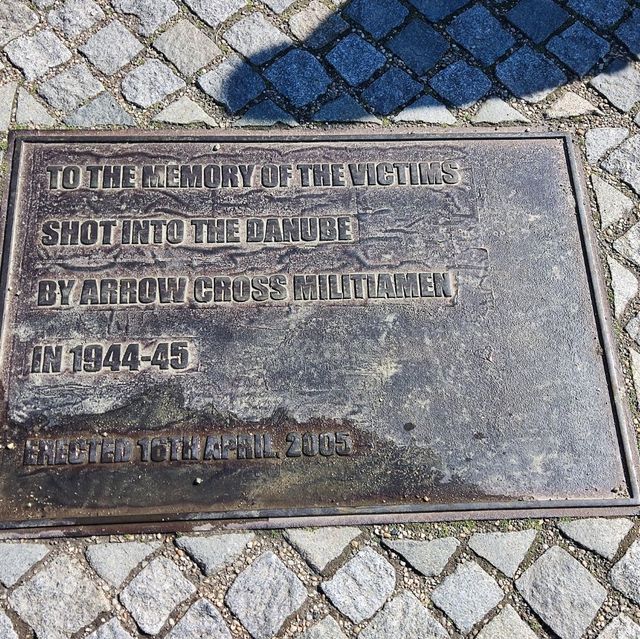 TO THE MEMORY OF THE VICTIMS
SHOT INTO THE DANUBE
BY ARROW CROSS MILITIAMEN
IN 1944-45
ERECTED 16TH APRIL, 2005